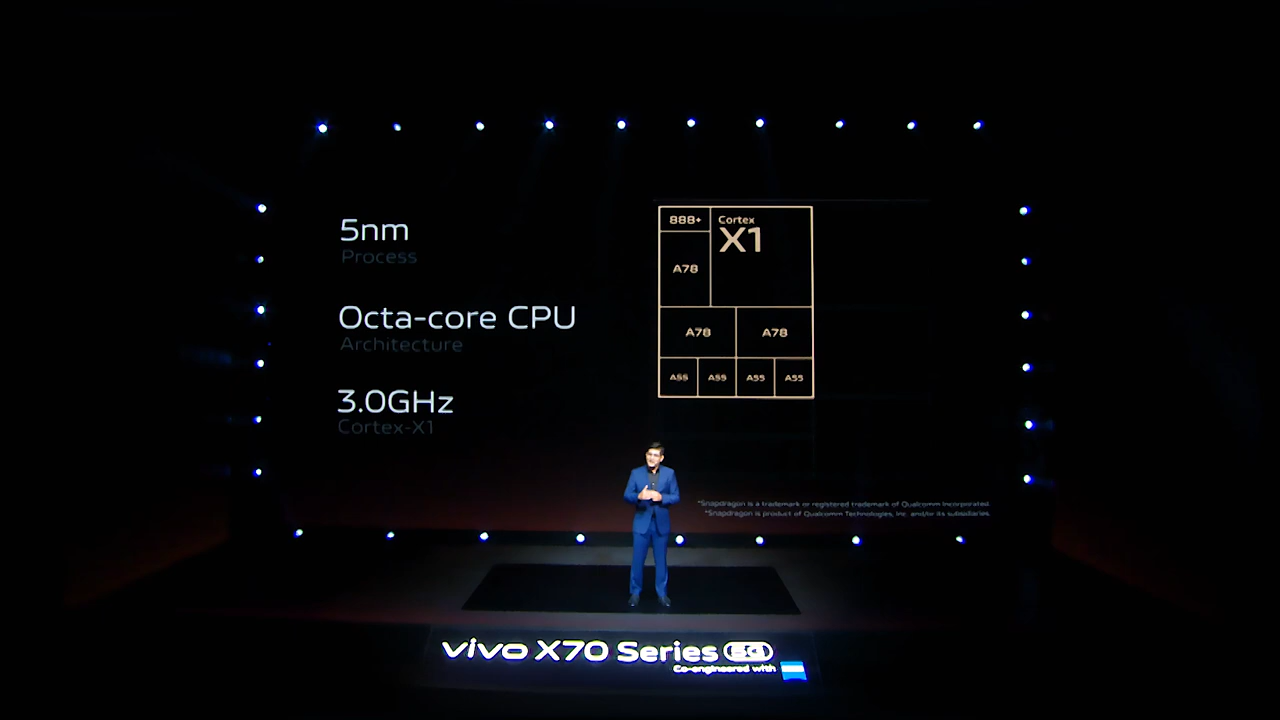 5nm
Process
Octa-core CPU
Architecture
3.0GHz
Cortex-X1
888+
Cortex
X1
A78
A78
A78
A55
A55
A55
A55
*Snapdragon is a trademark or registered trademark of Qualcomm Incorporated.
*Snapdragon is product of Qualcomm Technologies, Inc. and/or its subsidiaries.
vivo X70 Series 5G
Co-engineered with